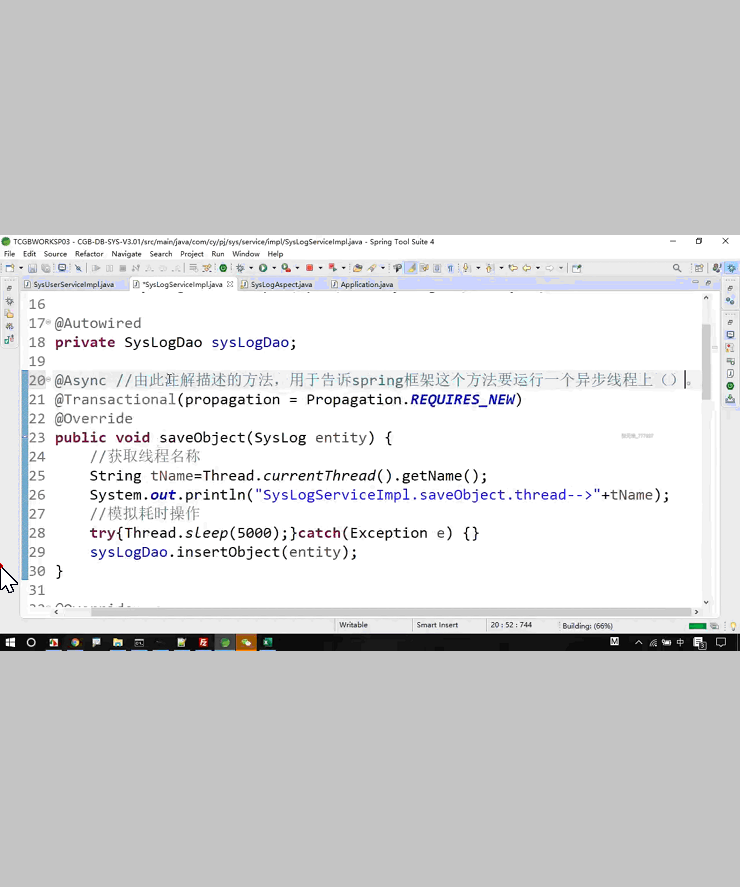 TCGBWORKSP03 - CGB-DB-SYS-V3.01/src/main/java/com/cy/pj/sys/service/impl/SysLogServiceImpl.java - Spring Tool Suite 4
File Edit Source Refactor Navigate Search Project Run Window Help
SysUserServiceImpl.java *SysLogServiceImpl.java SysLogAspect.java Application.java
16
17 @Autowired
18 private SysLogDao sysLogDao;
19
20 @Async //由此注解描述的方法，用于告诉spring框架这个方法要运行一个异步线程上（）。
21 @Transactional(propagation = Propagation.REQUIRES_NEW)
22 @Override
23 public void saveObject(SysLog entity) {
24 //获取线程名称
25 String tName=Thread.currentThread().getName();
26 System.out.println("SysLogServiceImpl.saveObject.thread-->"+tName);
27 //模拟耗时操作
28 try{Thread.sleep(5000);}catch(Exception e) {}
29 sysLogDao.insertObject(entity);
30 }
31
Writable Smart Insert 20 : 52 : 744 Building: (66%)
中